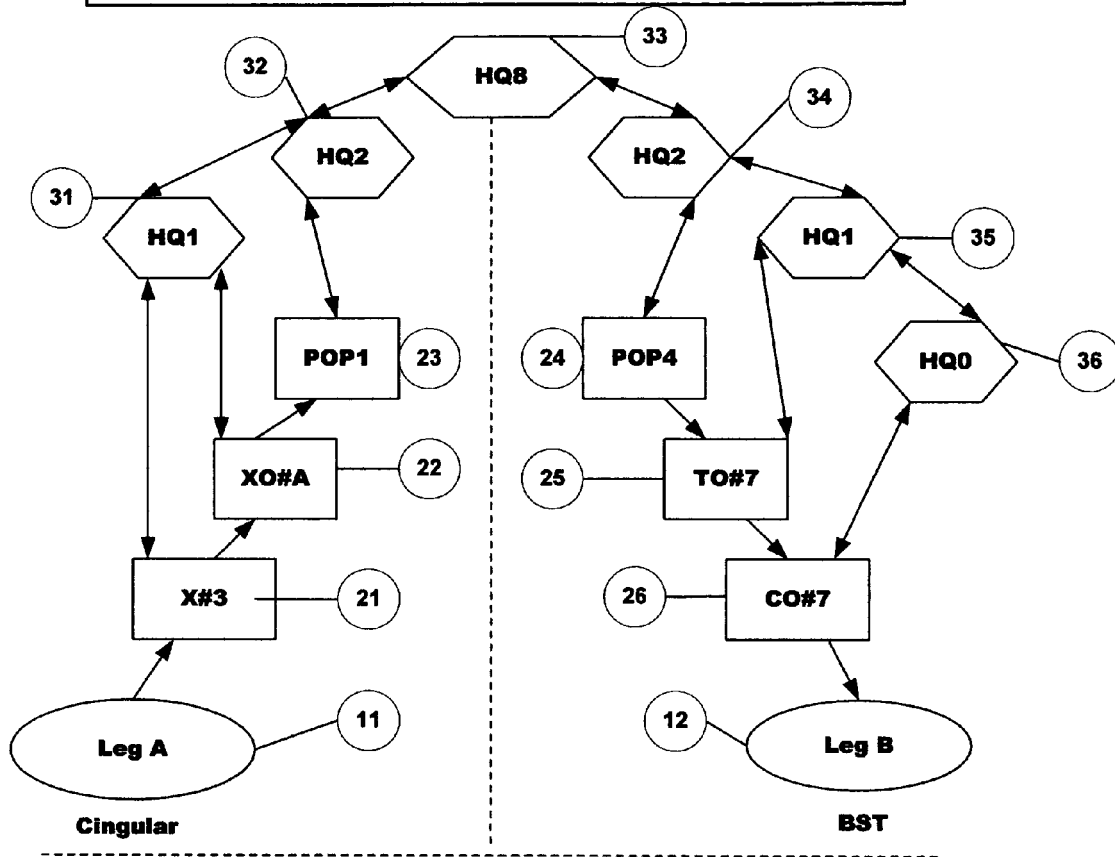 33
32
HQ8
34
HQ2
HQ2
31
HQ1
HQ1
35
POP1
23
24
POP4
HQ0
36
XO#A
22
25
TO#7
X#3
21
26
CO#7
11
12
Leg A
Leg B
Cingular
BST